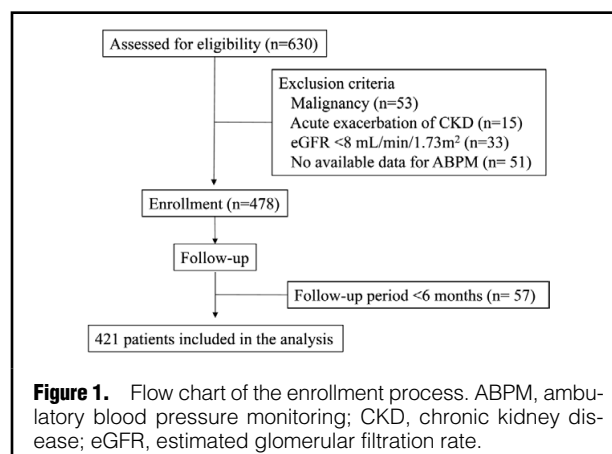 Assessed for eligibility (n=630)
Exclusion criteria
Malignancy (n=53)
Acute exacerbation of CKD (n=15)
eGFR <8 mL/min/1.73m² (n=33)
No available data for ABPM (n= 51)
Enrollment (n=478)
Follow-up
Follow-up period <6 months (n= 57)
421 patients included in the analysis
Figure 1. Flow chart of the enrollment process. ABPM, ambu-
latory blood pressure monitoring; CKD, chronic kidney dis-
ease; eGFR, estimated glomerular filtration rate.